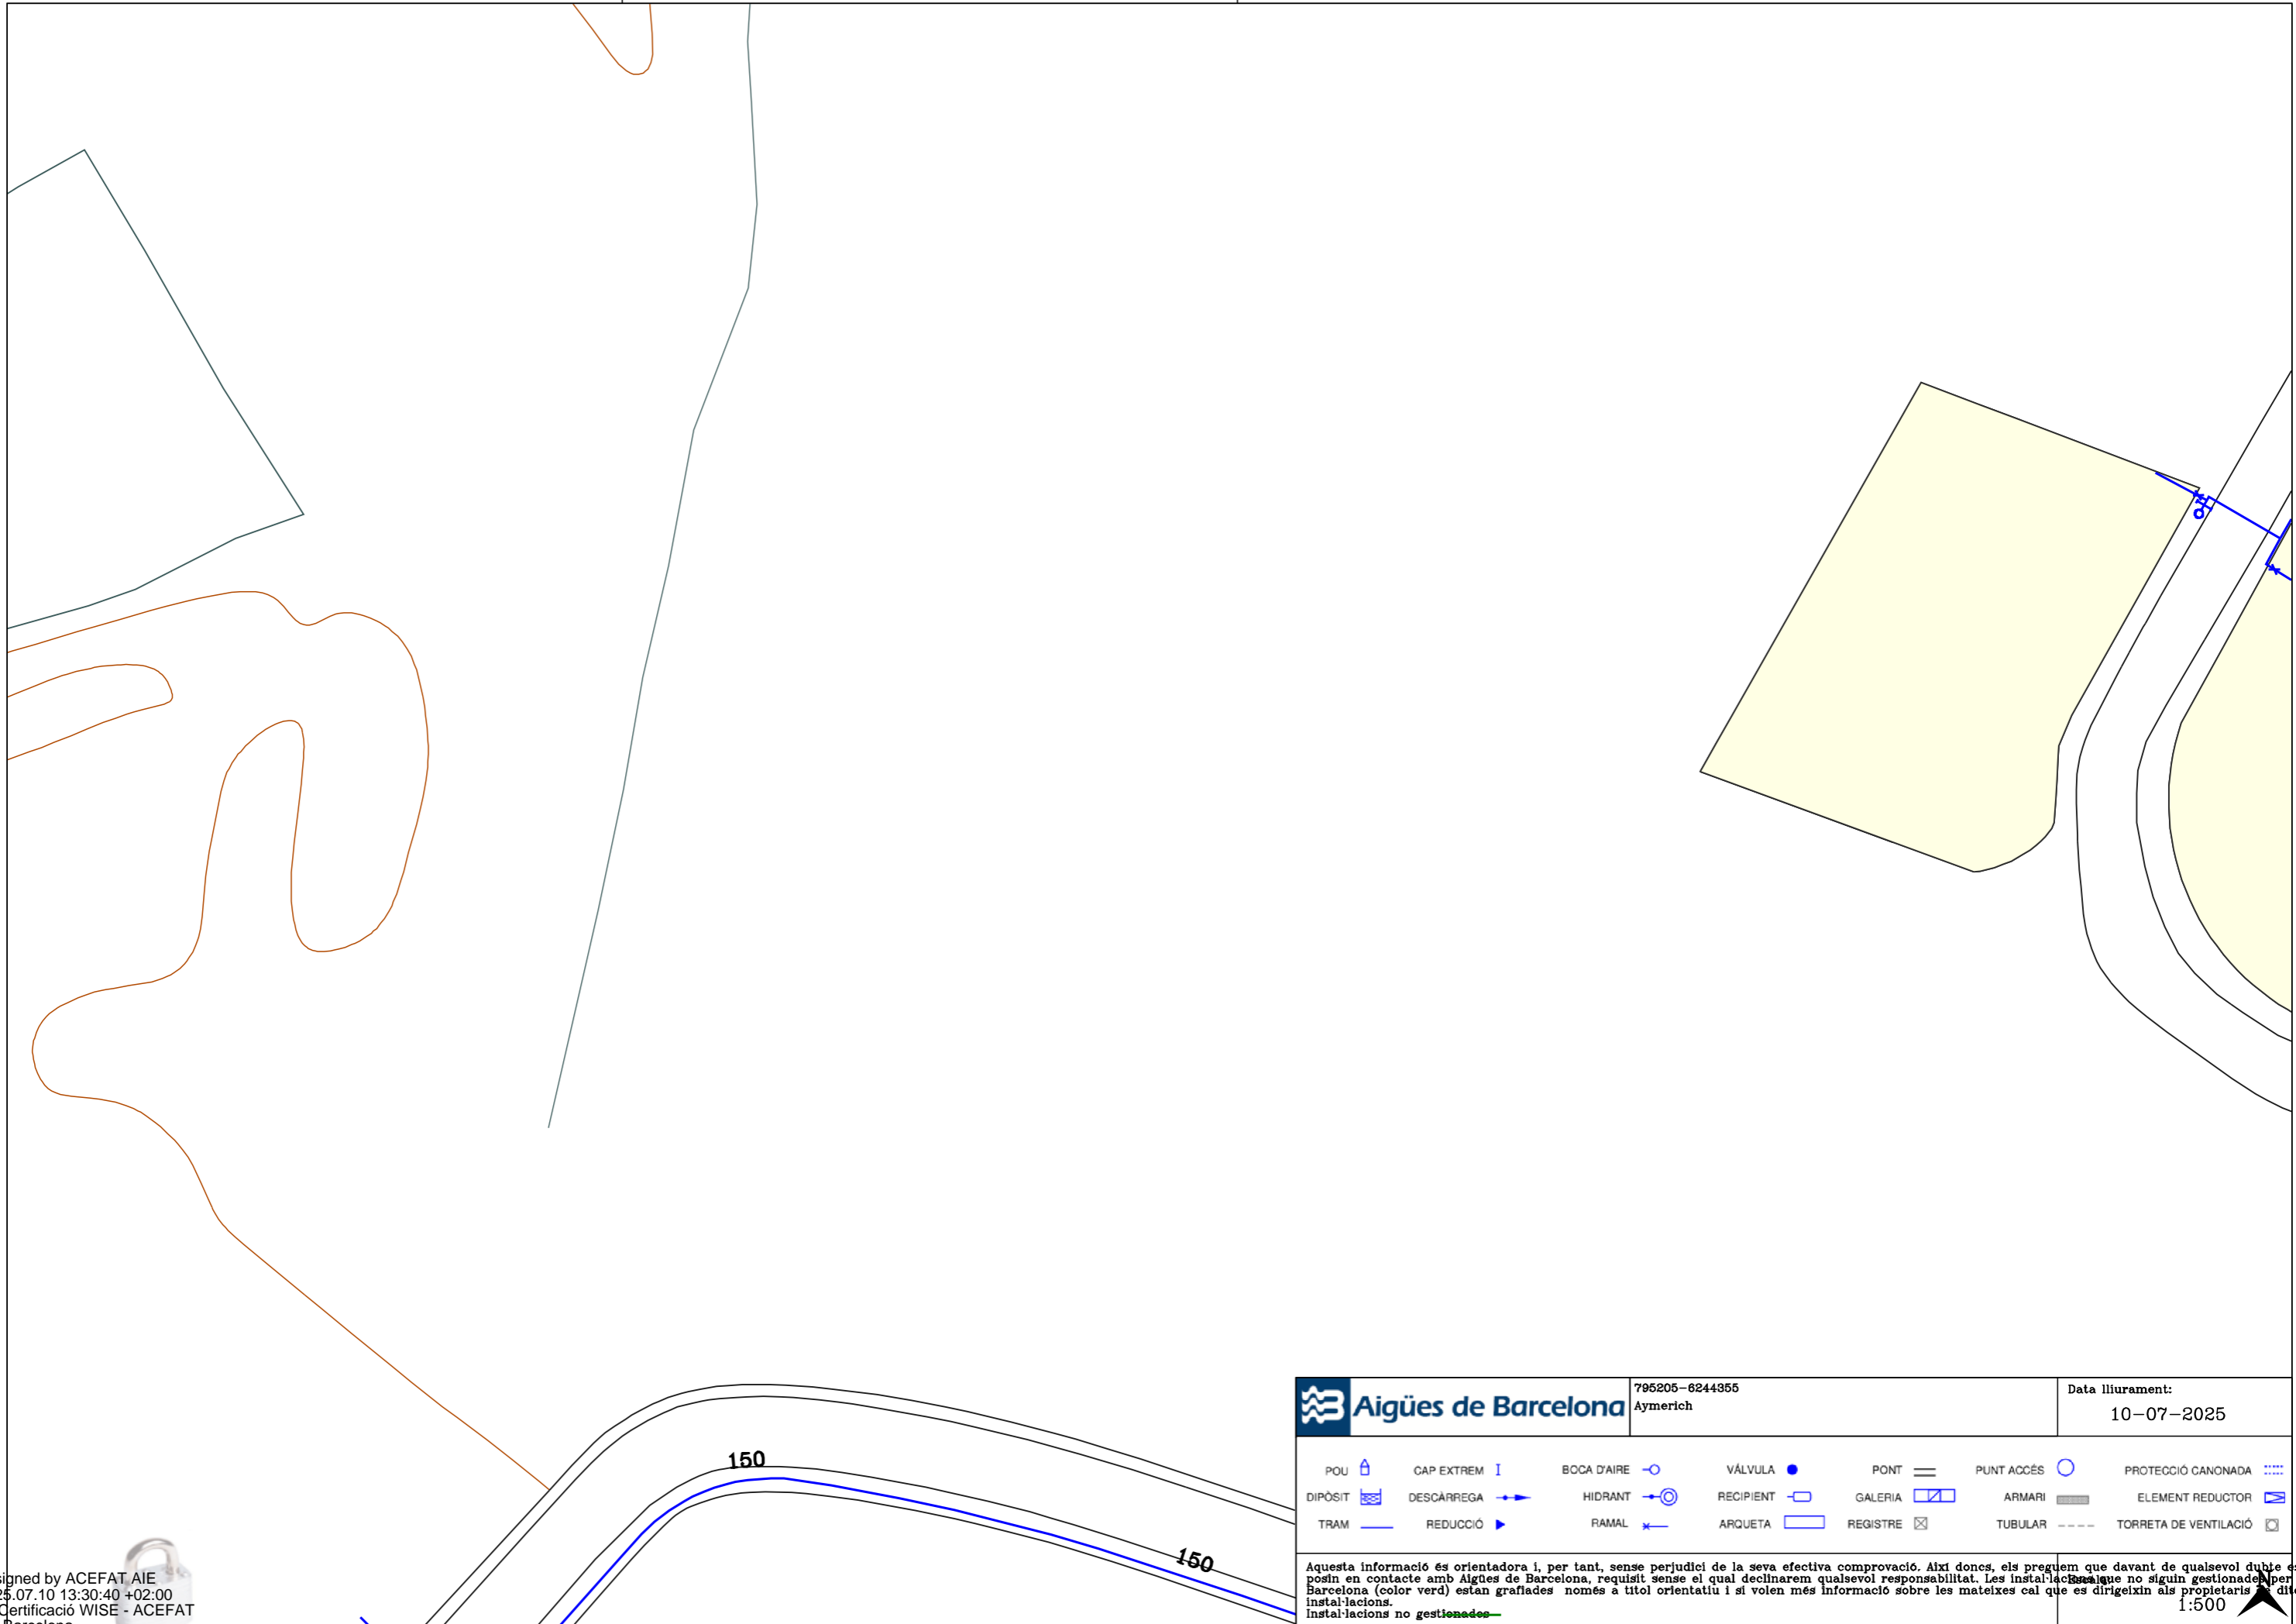 150
150
Aigües de Barcelona
795205-6244355
Aymerich
Data lliurament:
10-07-2025
POU CAP EXTREM BOCA D'AIRE VÁLVULA PONT PUNT ACCÉS PROTECCIÓ CANONADA
DIPÒSIT DESCÀRREGA HIDRANT RECIPIENT GALERIA ARMARI ELEMENT REDUCTOR
TRAM REDUCCIÓ RAMAL ARQUETA REGISTRE TUBULAR TORRETA DE VENTILACIÓ
Aquesta informació és orientadora i, per tant, sense perjudici de la seva efectiva comprovació. Així doncs, els preguem que davant de qualsevol dubte
posin en contacte amb Aigües de Barcelona, requisit sense el qual declinarem qualsevol responsabilitat. Les instal·lacions que no siguin gestionades per
Barcelona (color verd) estan grafiades només a títol orientatiu i si volen més informació sobre les mateixes cal que es dirigeixin als propietaris
instal·lacions.
Instal·lacions no gestionades
Escala:
1:500
N
igned by ACEFAT AIE
5.07.10 13:30:40 +02:00
Certificació WISE - ACEFAT
Barcelona